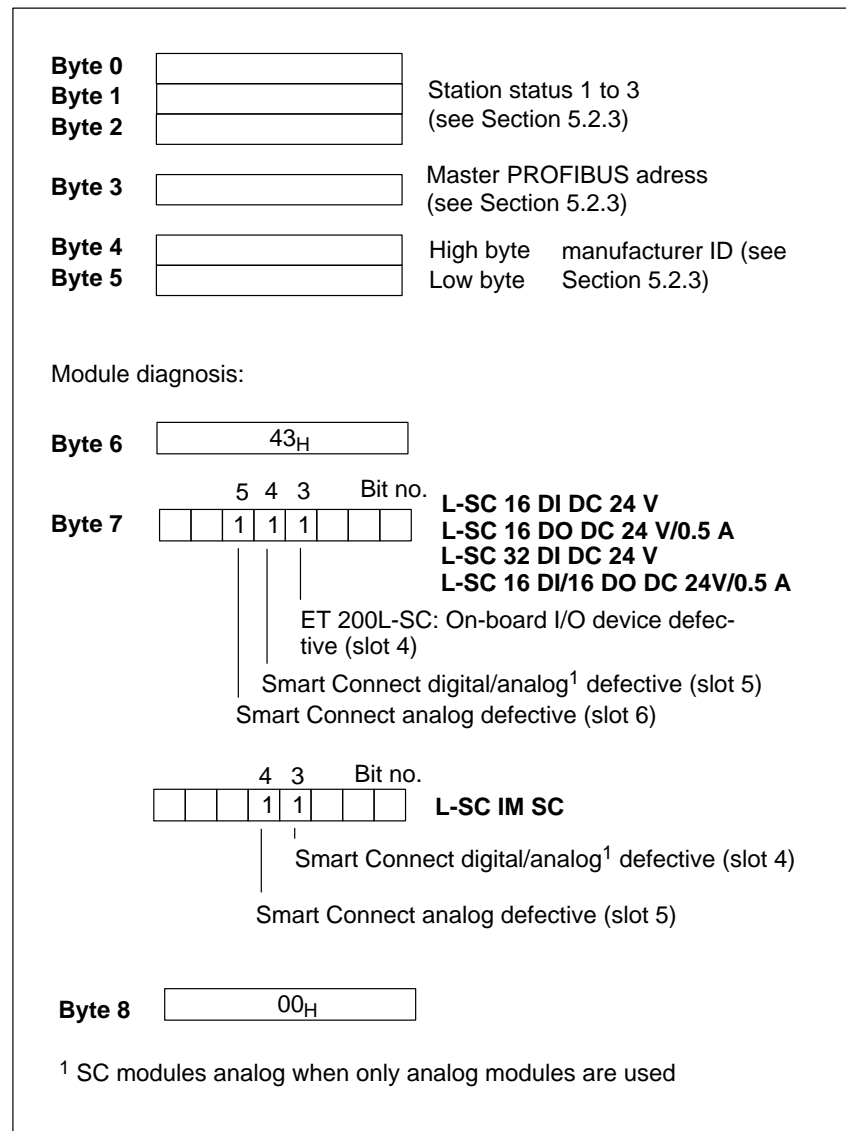 Byte 0
Byte 1
Byte 2
Station status 1 to 3
(see Section 5.2.3)
Byte 3
Master PROFIBUS adress
(see Section 5.2.3)
Byte 4
Byte 5
High byte manufacturer ID (see
Low byte Section 5.2.3)
Module diagnosis:
Byte 6
43H
5 4 3 Bit no.
Byte 7
1 1 1
L-SC 16 DI DC 24 V
L-SC 16 DO DC 24 V/0.5 A
L-SC 32 DI DC 24 V
L-SC 16 DI/16 DO DC 24V/0.5 A
ET 200L-SC: On-board I/O device defec-
tive (slot 4)
Smart Connect digital/analog1 defective (slot 5)
Smart Connect analog defective (slot 6)
4 3 Bit no.
1 1
L-SC IM SC
Smart Connect digital/analog1 defective (slot 4)
Smart Connect analog defective (slot 5)
Byte 8
00H
1 SC modules analog when only analog modules are used